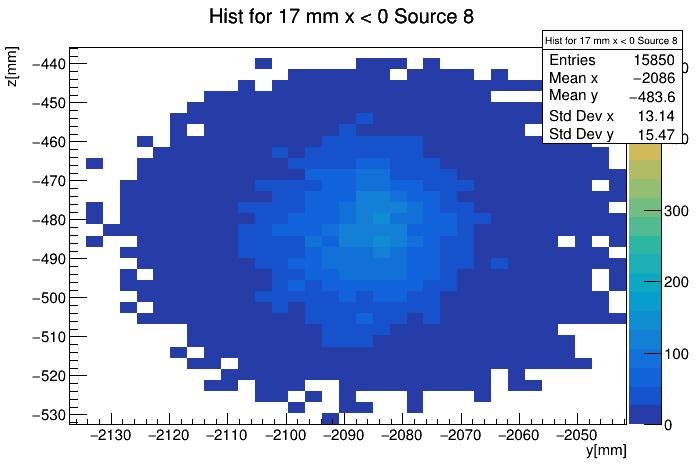 Hist for 17 mm x < 0 Source 8
Hist for 17 mm x < 0 Source 8
Entries 15850
Mean x −2086
Mean y −483.6
Std Dev x 13.14
Std Dev y 15.47
z[mm]
−440
−450
−460
−470
−480
−490
−500
−510
−520
−530
−2130 −2120 −2110 −2100 −2090 −2080 −2070 −2060 −2050
y[mm]
300
200
100
0